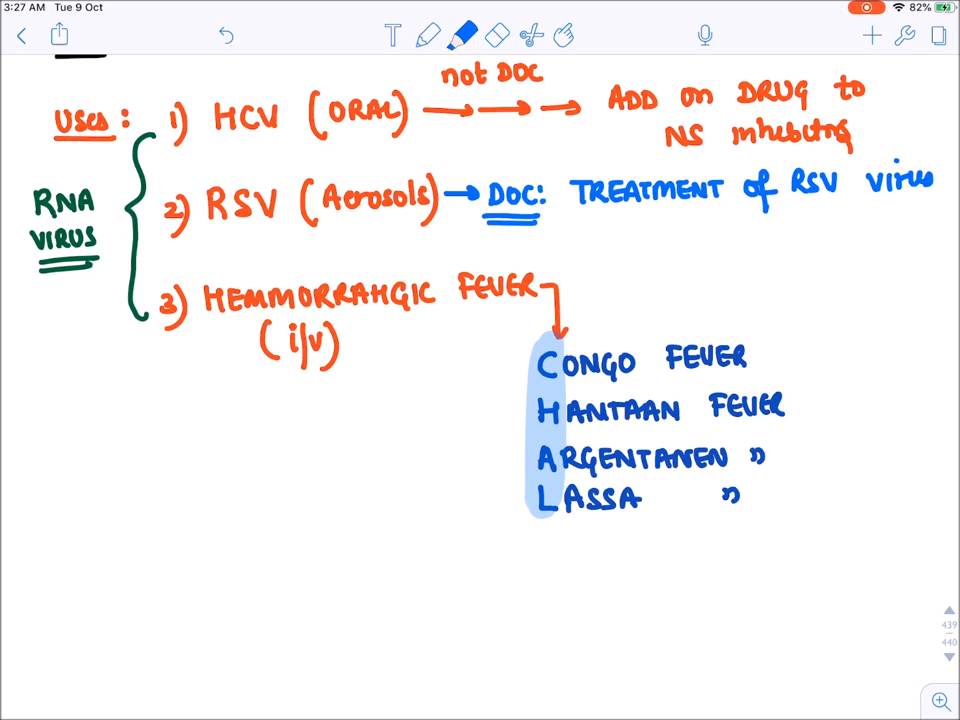 3:27 AM Tue 9 Oct 82%
T
not DOC
Uses : 1) HCV (ORAL) ADD on DRUG to
NS inhibitors
RNA
VIRUS
2) RSV (Aerosols) DOC: TREATMENT of RSV virus
3) HEMMORRAHGIC FEVER
(i/v)
CONGO FEVER
HANTAAN FEVER
ARGENTANEN "
LASSA "
439
440